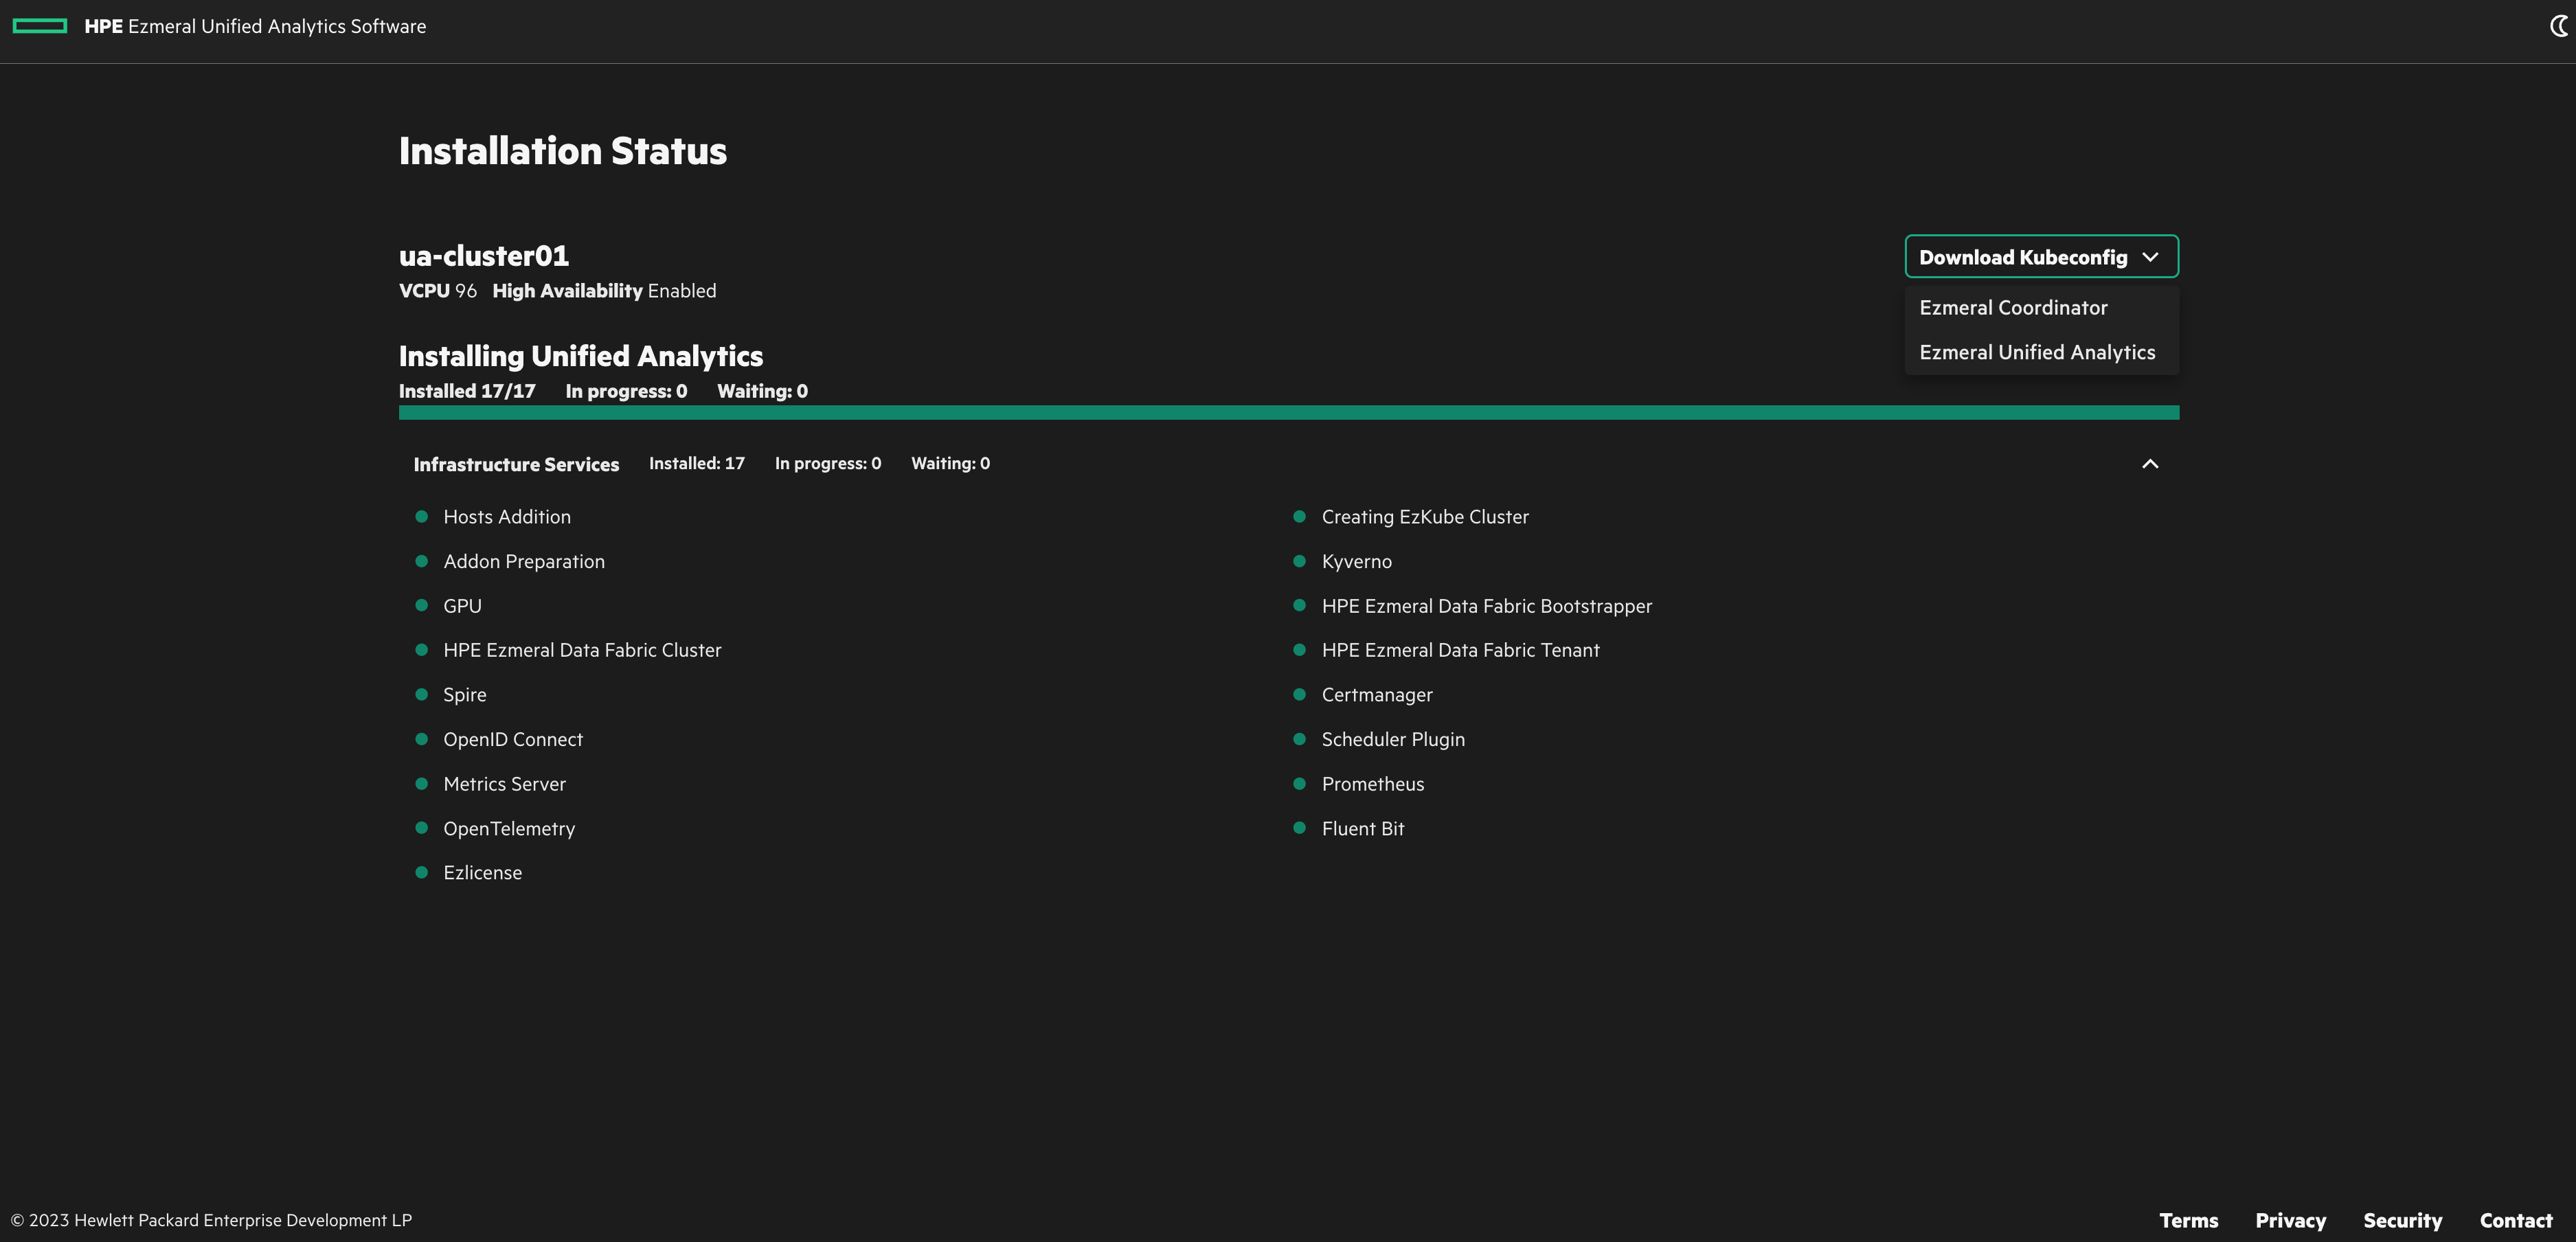 HPE Ezmeral Unified Analytics Software
Installation Status
ua-cluster01
VCPU 96 High Availability Enabled
Download Kubeconfig
Ezmeral Coordinator
Ezmeral Unified Analytics
Installing Unified Analytics
Installed 17/17 In progress: 0 Waiting: 0
Infrastructure Services Installed: 17 In progress: 0 Waiting: 0
Hosts Addition
Creating EzKube Cluster
Addon Preparation
Kyverno
GPU
HPE Ezmeral Data Fabric Bootstrapper
HPE Ezmeral Data Fabric Cluster
HPE Ezmeral Data Fabric Tenant
Spire
Certmanager
OpenID Connect
Scheduler Plugin
Metrics Server
Prometheus
OpenTelemetry
Fluent Bit
Ezlicense
© 2023 Hewlett Packard Enterprise Development LP
Terms Privacy Security Contact